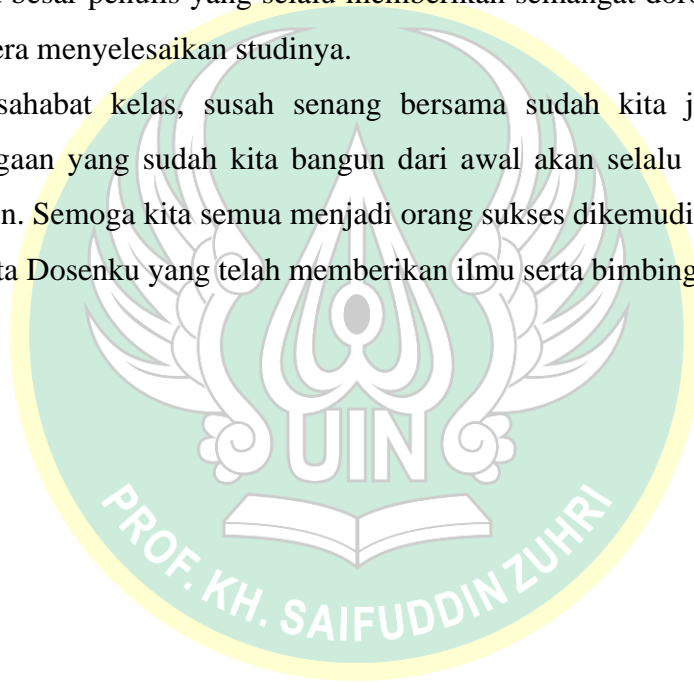 besar penulis yang selalu memberikan semangat
era menyelesaikan studinya.
sahabat kelas, susah senang bersama sudah kita j
gaan yang sudah kita bangun dari awal akan selalu
n. Semoga kita semua menjadi orang sukses dikemudi
ta Dosenku yang telah memberikan ilmu serta bimbing
UIN
PROF. KH. SAIFUDDIN ZUHRI